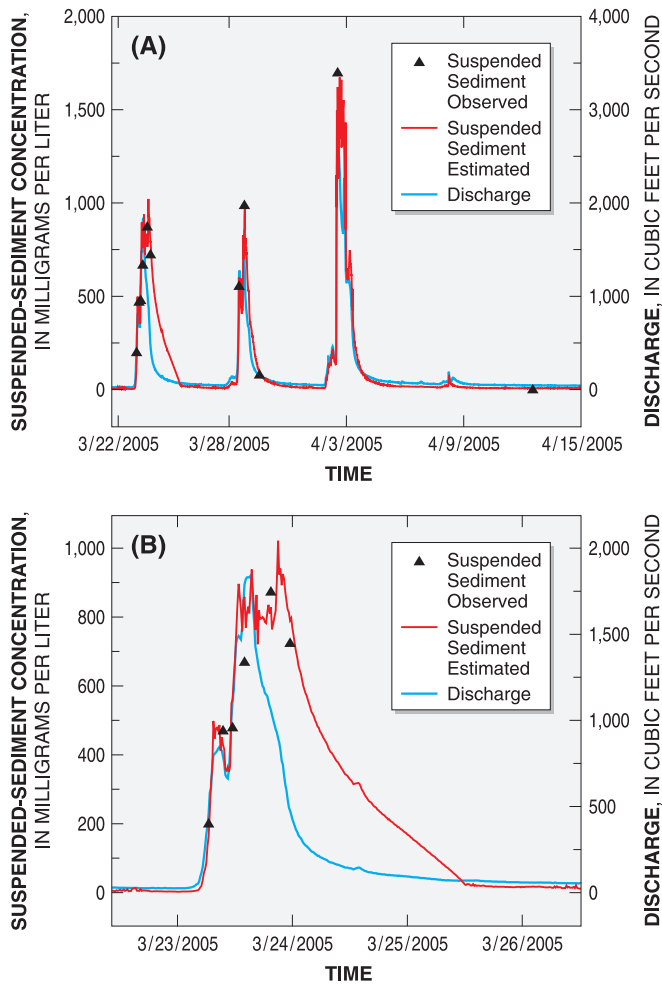 (A)
SUSPENDED-SEDIMENT CONCENTRATION,
IN MILLIGRAMS PER LITER
2,000
1,500
1,000
500
0
4,000
3,000
2,000
1,000
0
DISCHARGE, IN CUBIC FEET PER SECOND
Suspended
Sediment
Observed
Suspended
Sediment
Estimated
Discharge
3/22/2005
3/28/2005
4/3/2005
4/9/2005
4/15/2005
TIME
(B)
SUSPENDED-SEDIMENT CONCENTRATION,
IN MILLIGRAMS PER LITER
1,000
800
600
400
200
0
2,000
1,500
1,000
500
0
DISCHARGE, IN CUBIC FEET PER SECOND
Suspended
Sediment
Observed
Suspended
Sediment
Estimated
Discharge
3/23/2005
3/24/2005
3/25/2005
3/26/2005
TIME